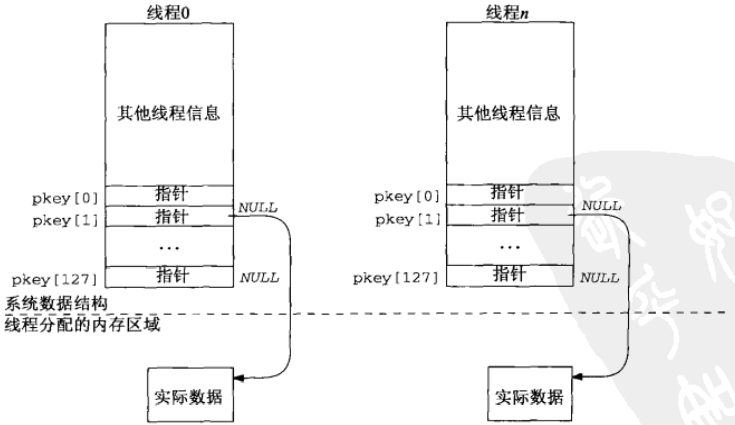 线程0
其他线程信息
pkey[0]
指针
NULL
pkey[1]
指针
...
pkey[127]
指针
NULL
线程n
其他线程信息
pkey[0]
指针
NULL
pkey[1]
指针
...
pkey[127]
指针
NULL
系统数据结构
线程分配的内存区域
实际数据
实际数据